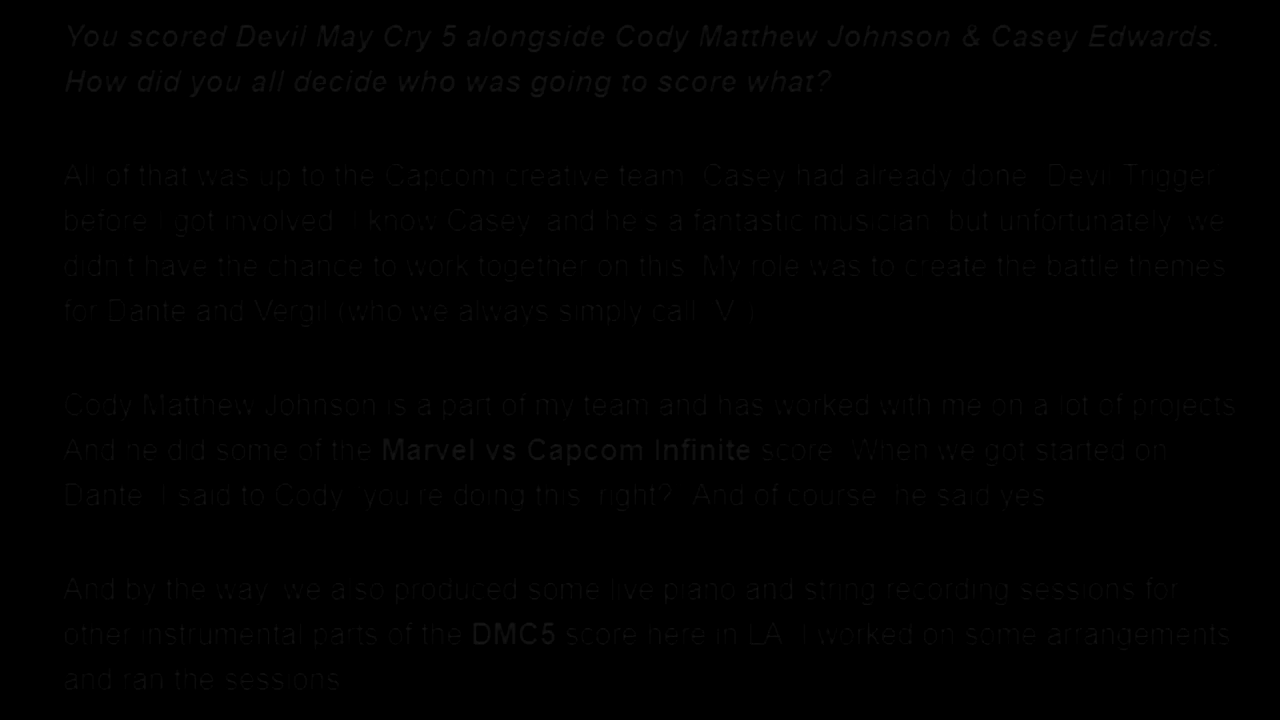 You scored Devil May Cry 5 alongside Cody Matthew Johnson & Casey Edwards.
How did you all decide who was going to score what?
All of that was up to the Capcom creative team. Casey had already done "Devil Trigger"
before I got involved. I know Casey, and he's a fantastic musician, but unfortunately, we
didn't have the chance to work together on this. My role was to create the battle themes
for Dante and Vergil (who we always simply call "V").
Cody Matthew Johnson is a part of my team and has worked with me on a lot of projects.
And he did some of the Marvel vs Capcom Infinite score. When we got started on
Dante, I said to Cody, "you're doing this, right?" And of course, he said yes.
And by the way, we also produced some live piano and string recording sessions for
other instrumental parts of the DMC5 score here in LA. I worked on some arrangements
and ran the sessions.